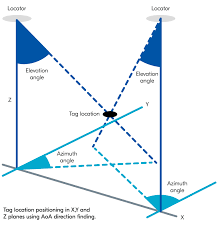 Locator
Locator
Elevation
angle
Elevation
angle
Tag location
Z
Y
Azimuth
angle
Azimuth
angle
X
Tag location positioning in X,Y and
Z planes using AoA direction finding.